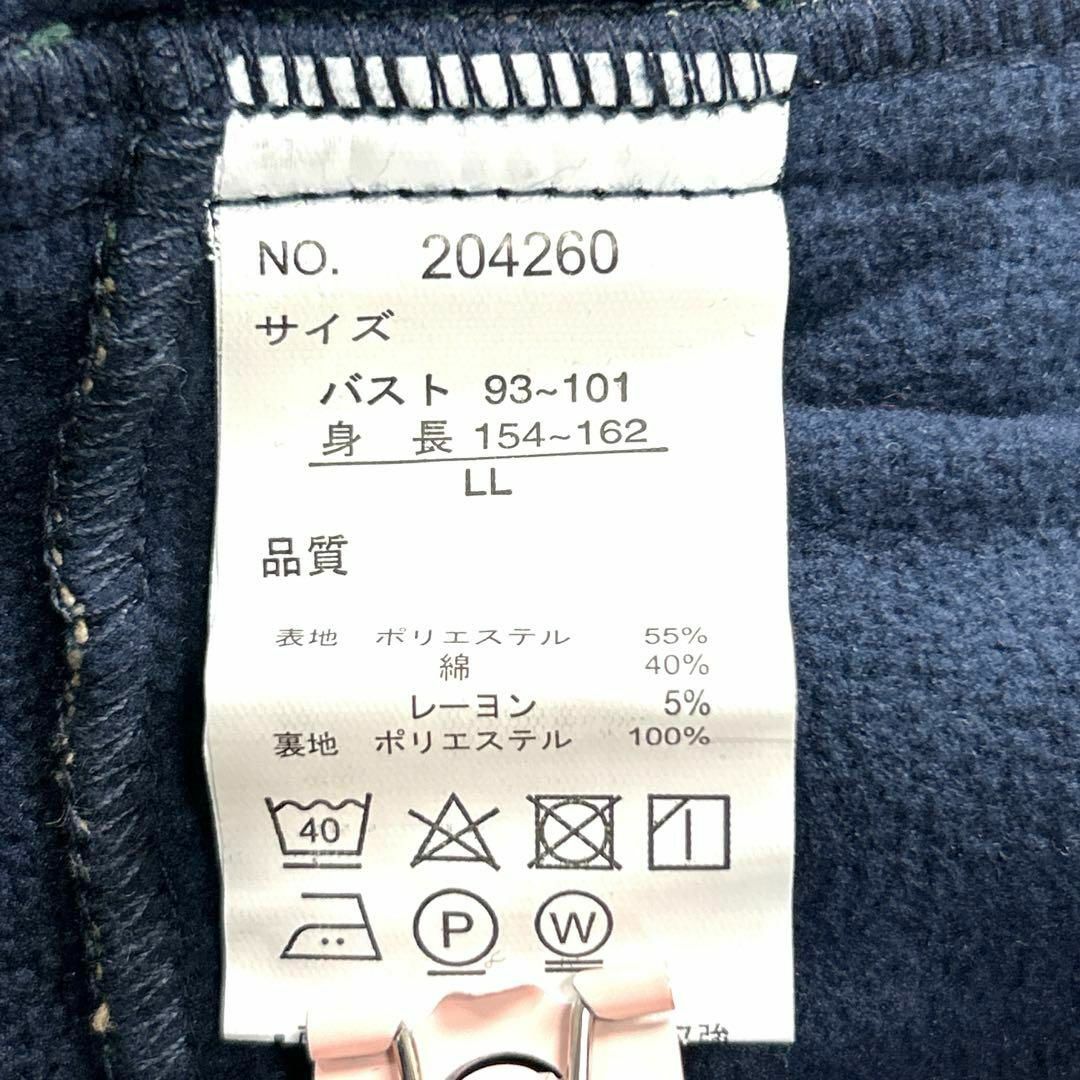 NO. 204260
サイズ
バスト 93~101
身 長 154~162
LL
品質
表地 ポリエステル 55%
綿 40%
レーヨン 5%
裏地 ポリエステル 100%
40
P
W